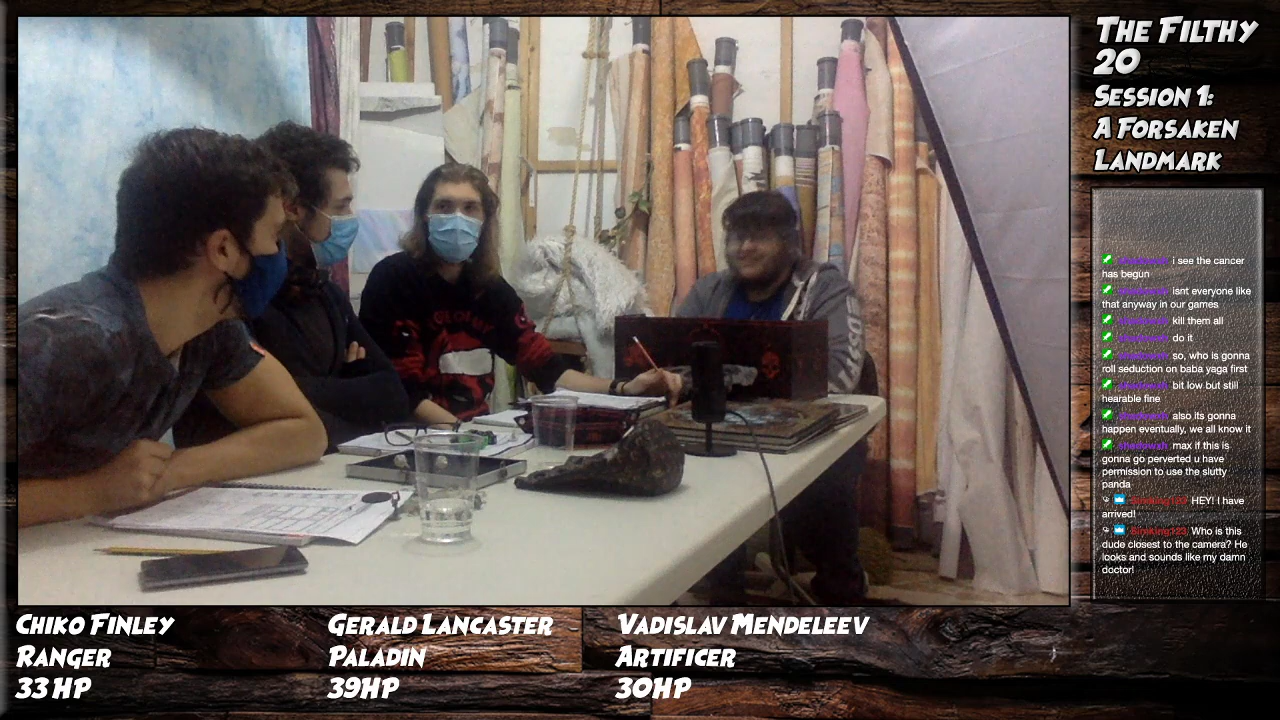 THE FILTHY
20
SESSION 1:
A FORSAKEN
LANDMARK
i see the cancer
has begun
isnt everyone like
that anyway in our games
kill them all
do it
so, who is gonna
roll seduction on baba yaga first
bit low but still
hearable fine
also its gonna
happen eventually, we all know it
max if this is
gonna go perverted u have
permission to use the slutty
panda
HEY! I have
arrived!
Who is this
dude closest to the camera? He
looks and sounds like my damn
doctor!
CHIKO FINLEY
RANGER
33 HP
GERALD LANCASTER
PALADIN
39HP
VADISLAV MENDELEEV
ARTIFICER
30HP